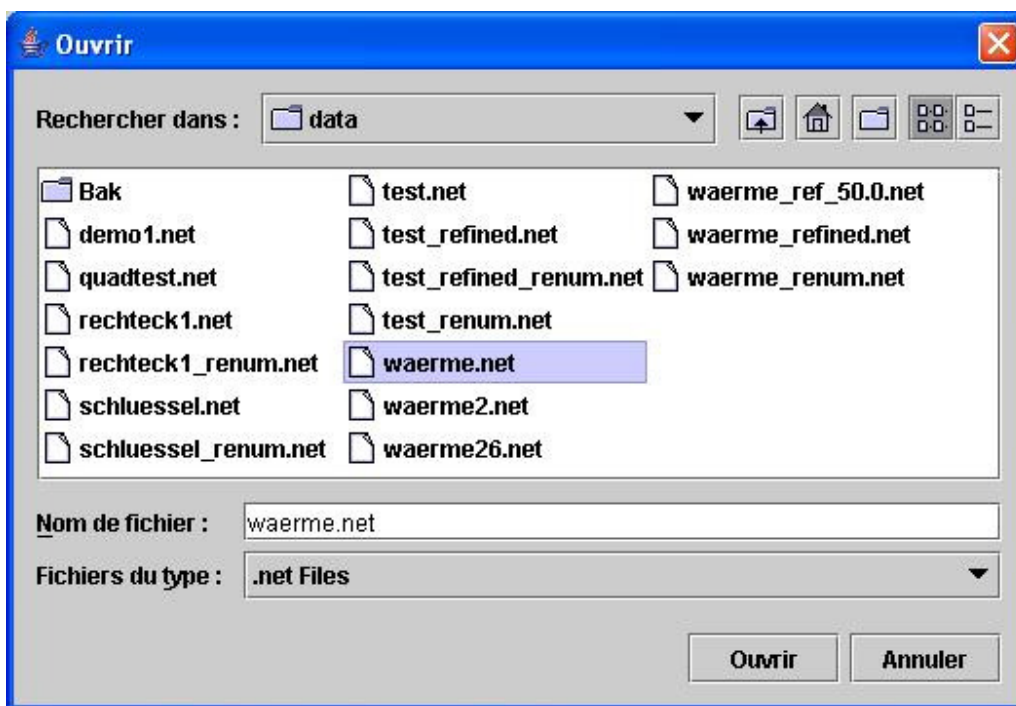 Ouvrir
Rechercher dans : data
Bak
demo1.net
quadtest.net
rechteck1.net
rechteck1_renum.net
schluessel.net
schluessel_renum.net
test.net
test_refined.net
test_refined_renum.net
test_renum.net
waerme.net
waerme2.net
waerme26.net
waerme_ref_50.0.net
waerme_refined.net
waerme_renum.net
Nom de fichier : waerme.net
Fichiers du type : .net Files
Ouvrir Annuler